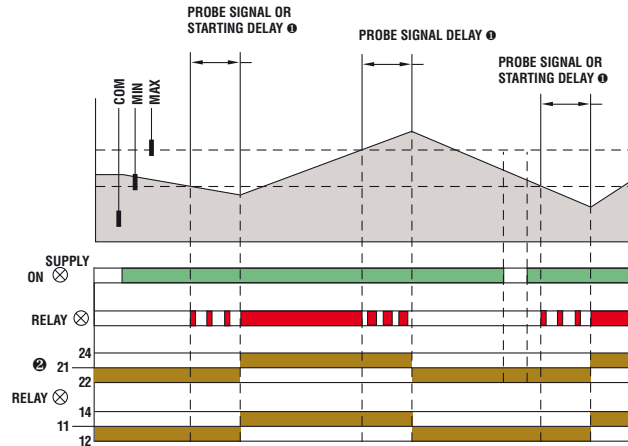 PROBE SIGNAL OR
STARTING DELAY ❶
PROBE SIGNAL DELAY ❶
PROBE SIGNAL OR
STARTING DELAY ❶
COM
MIN
MAX
SUPPLY
ON
RELAY
24
❷ 21
22
RELAY
14
11
12